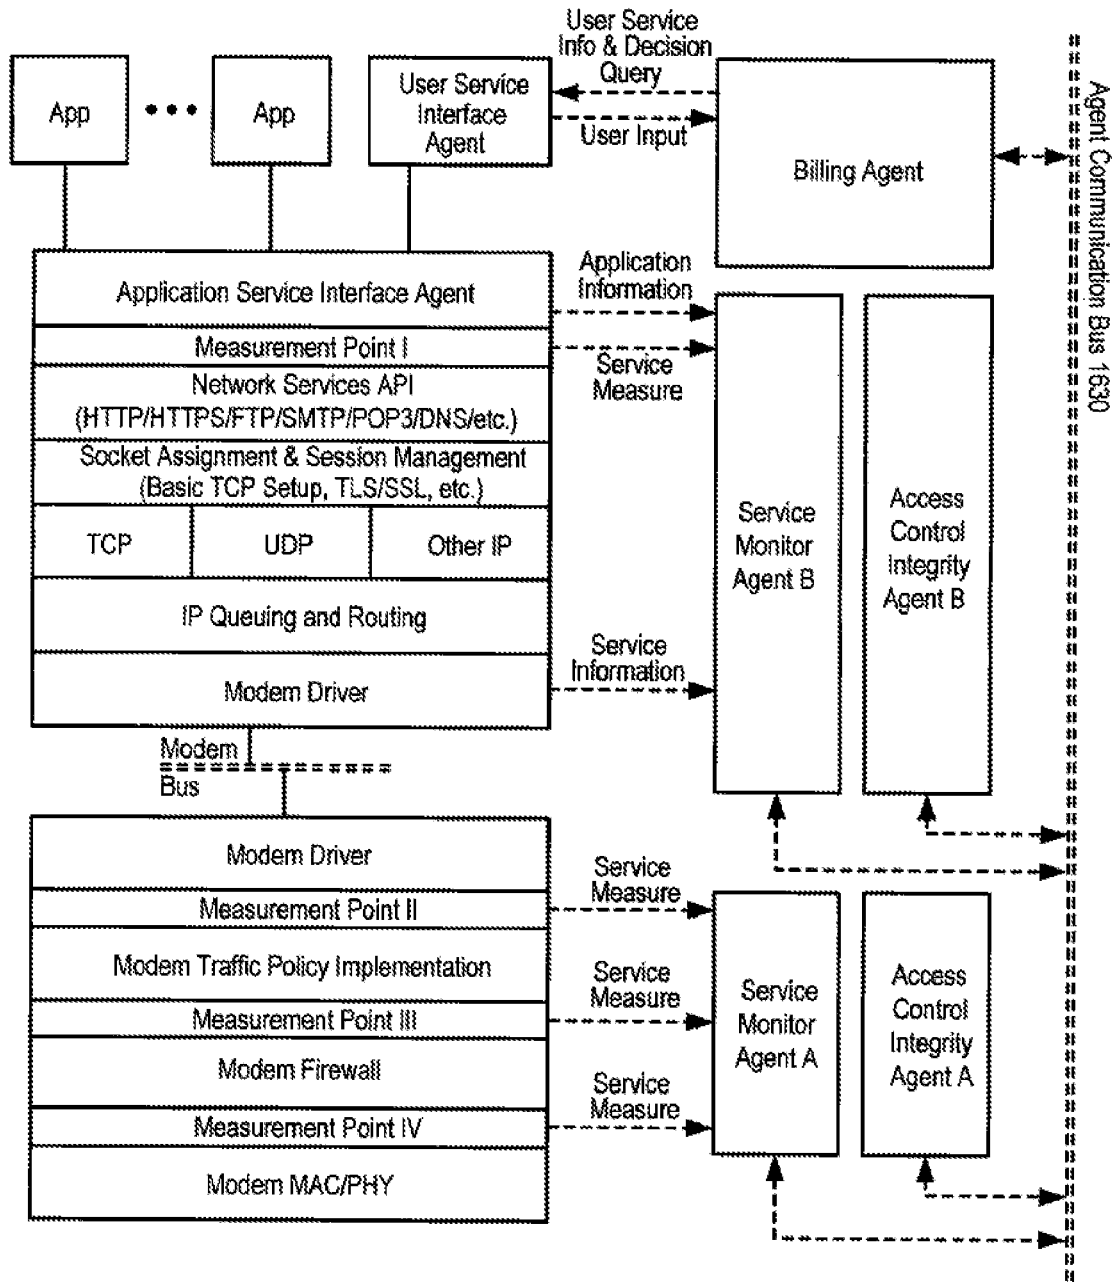 User Service
Info & Decision
Query
App
•••
App
User Service
Interface
Agent
User Input
Billing Agent
Agent Communication Bus 1630
Application Service Interface Agent
Application
Information
Measurement Point I
Service
Measure
Network Services API
(HTTP/HTTPS/FTP/SMTP/POP3/DNS/etc.)
Socket Assignment & Session Management
(Basic TCP Setup, TLS/SSL, etc.)
TCP
UDP
Other IP
IP Queuing and Routing
Modem Driver
Service
Information
Service
Monitor
Agent B
Access
Control
Integrity
Agent B
Modem
Bus
Modem Driver
Measurement Point II
Service
Measure
Modem Traffic Policy Implementation
Measurement Point III
Service
Measure
Modem Firewall
Measurement Point IV
Service
Measure
Modem MAC/PHY
Service
Monitor
Agent A
Access
Control
Integrity
Agent A